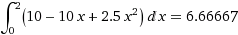 ∫₀²(10 − 10 x + 2.5 x²) dx = 6.66667